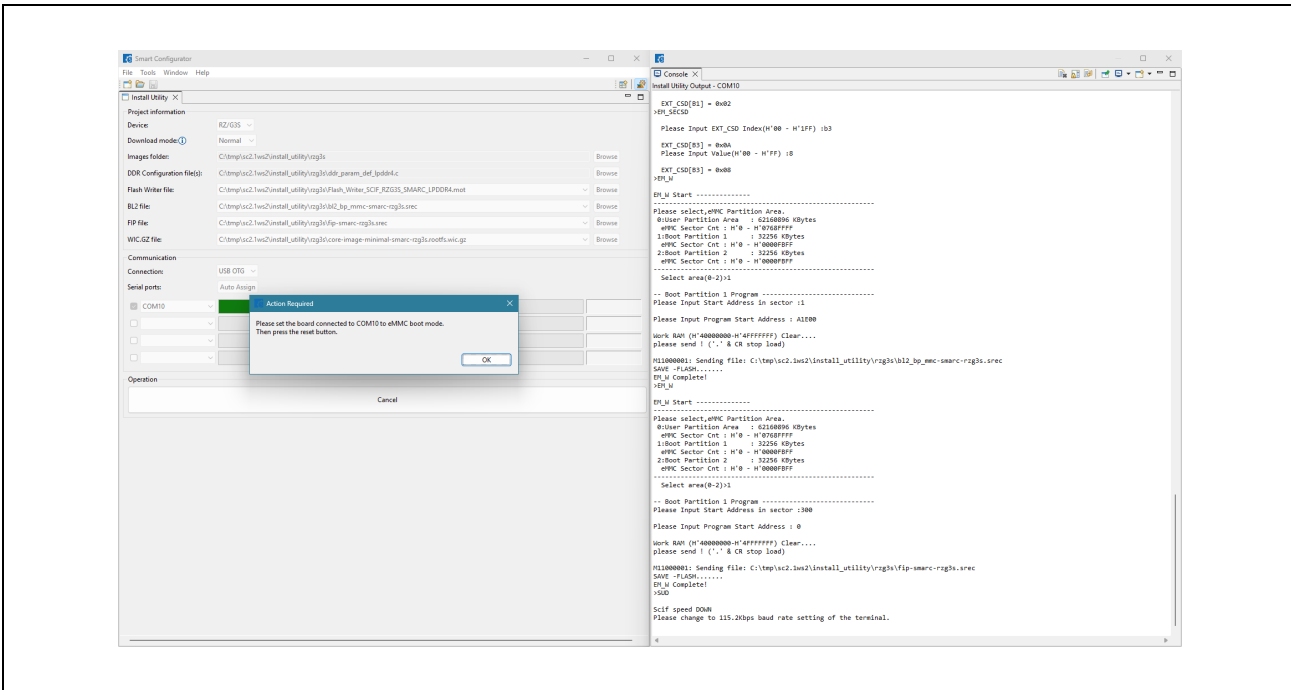 Smart Configurator
File Tools Window Help
Install Utility
Project information
Device: RZ/G3S
Download mode: Normal
Images folder: C:\tmp\sc2.1ws2\install_utility\rzg3s Browse
DDR Configuration file(s): C:\tmp\sc2.1ws2\install_utility\rzg3s\ddr_param_def_lpddr4.c Browse
Flash Writer file: C:\tmp\sc2.1ws2\install_utility\rzg3s\Flash_Writer_SCIF_RZG3S_SMARC_LPDDR4.mot Browse
BL2 file: C:\tmp\sc2.1ws2\install_utility\rzg3s\bl2_bp_mmc-smarc-rzg3s.srec Browse
FIP file: C:\tmp\sc2.1ws2\install_utility\rzg3s\fip-smarc-rzg3s.srec Browse
WIC.GZ file: C:\tmp\sc2.1ws2\install_utility\rzg3s\core-image-minimal-smarc-rzg3s.rootfs.wic.gz Browse
Communication
Connection: USB OTG
Serial ports: Auto Assign
COM10
Action Required
Please set the board connected to COM10 to eMMC boot mode.
Then press the reset button.
OK
Operation
Cancel
Console
Install Utility Output - COM10
EXT_CSD[B1] = 0x02
>EM_SECSD
Please Input EXT_CSD Index(H'00 - H'1FF) :b3
EXT_CSD[B3] = 0x0A
Please Input Value(H'00 - H'FF) :8
EXT_CSD[B3] = 0x08
>EM_W
EM_W Start --------------
---------------------------------------------------------
Please select,eMMC Partition Area.
0:User Partition Area : 62160896 KBytes
eMMC Sector Cnt : H'0 - H'0768FFFF
1:Boot Partition 1 : 32256 KBytes
eMMC Sector Cnt : H'0 - H'0000FBFF
2:Boot Partition 2 : 32256 KBytes
eMMC Sector Cnt : H'0 - H'0000FBFF
---------------------------------------------------------
Select area(0-2)>1
-- Boot Partition 1 Program -----------------------------
Please Input Start Address in sector :1
Please Input Program Start Address : A1E00
Work RAM (H'40000000-H'4FFFFFFF) Clear....
please send ! ('.' & CR stop load)
M11000001: Sending file: C:\tmp\sc2.1ws2\install_utility\rzg3s\bl2_bp_mmc-smarc-rzg3s.srec
SAVE -FLASH.......
EM_W Complete!
>EM_W
EM_W Start --------------
---------------------------------------------------------
Please select,eMMC Partition Area.
0:User Partition Area : 62160896 KBytes
eMMC Sector Cnt : H'0 - H'0768FFFF
1:Boot Partition 1 : 32256 KBytes
eMMC Sector Cnt : H'0 - H'0000FBFF
2:Boot Partition 2 : 32256 KBytes
eMMC Sector Cnt : H'0 - H'0000FBFF
---------------------------------------------------------
Select area(0-2)>1
-- Boot Partition 1 Program -----------------------------
Please Input Start Address in sector :300
Please Input Program Start Address : 0
Work RAM (H'40000000-H'4FFFFFFF) Clear....
please send ! ('.' & CR stop load)
M11000001: Sending file: C:\tmp\sc2.1ws2\install_utility\rzg3s\fip-smarc-rzg3s.srec
SAVE -FLASH.......
EM_W Complete!
>SUD
Scif speed DOWN
Please change to 115.2Kbps baud rate setting of the terminal.